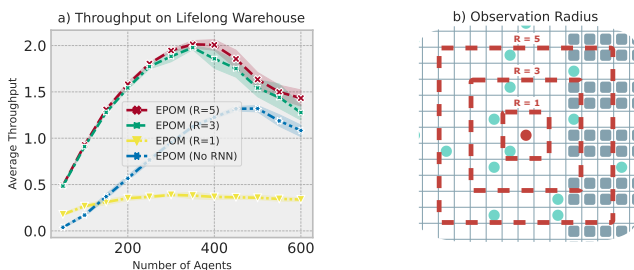 a) Throughput on Lifelong Warehouse
2.0
1.5
1.0
0.5
0.0
Average Throughput
EPOM (R=5)
EPOM (R=3)
EPOM (R=1)
EPOM (No RNN)
200
400
600
Number of Agents
b) Observation Radius
R = 5
R = 3
R = 1